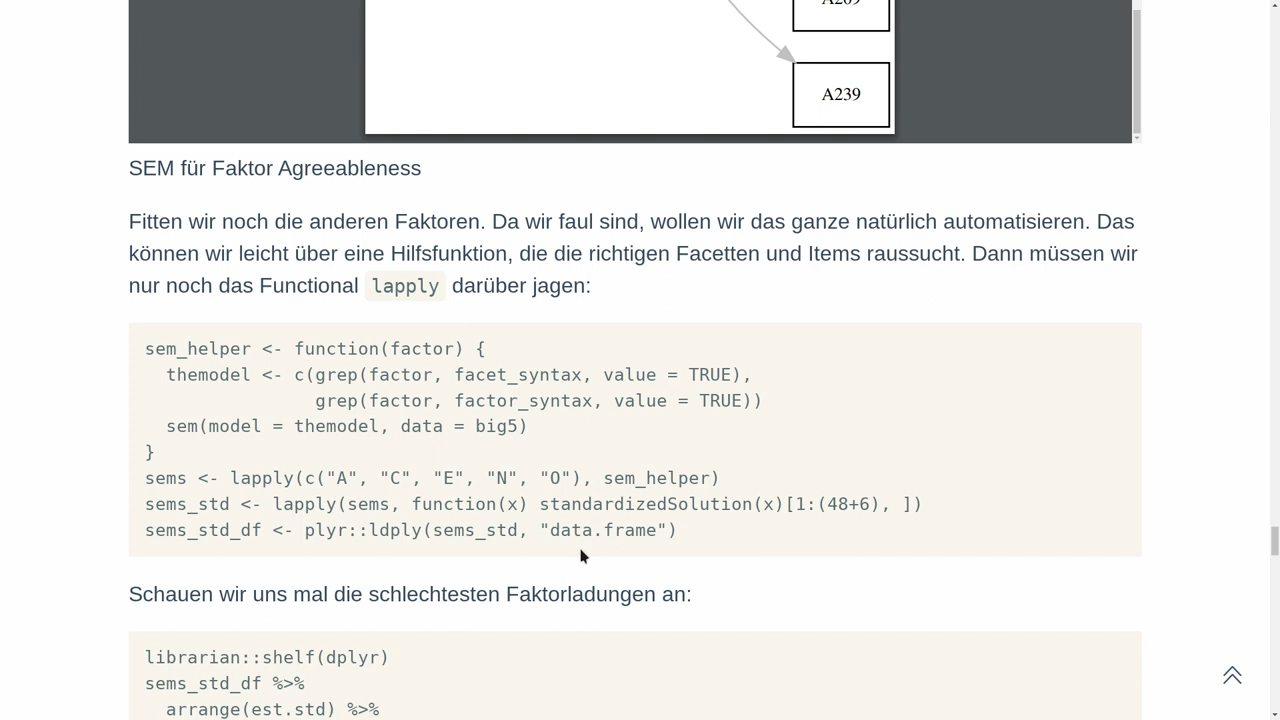 A209
A239
SEM für Faktor Agreeableness
Fitten wir noch die anderen Faktoren. Da wir faul sind, wollen wir das ganze natürlich automatisieren. Das
können wir leicht über eine Hilfsfunktion, die die richtigen Facetten und Items raussucht. Dann müssen wir
nur noch das Functional lapply darüber jagen:
sem_helper <- function(factor) {
  themodel <- c(grep(factor, facet_syntax, value = TRUE),
                grep(factor, factor_syntax, value = TRUE))
  sem(model = themodel, data = big5)
}
sems <- lapply(c("A", "C", "E", "N", "O"), sem_helper)
sems_std <- lapply(sems, function(x) standardizedSolution(x)[1:(48+6), ])
sems_std_df <- plyr::ldply(sems_std, "data.frame")
Schauen wir uns mal die schlechtesten Faktorladungen an:
librarian::shelf(dplyr)
sems_std_df %>%
  arrange(est.std) %>%